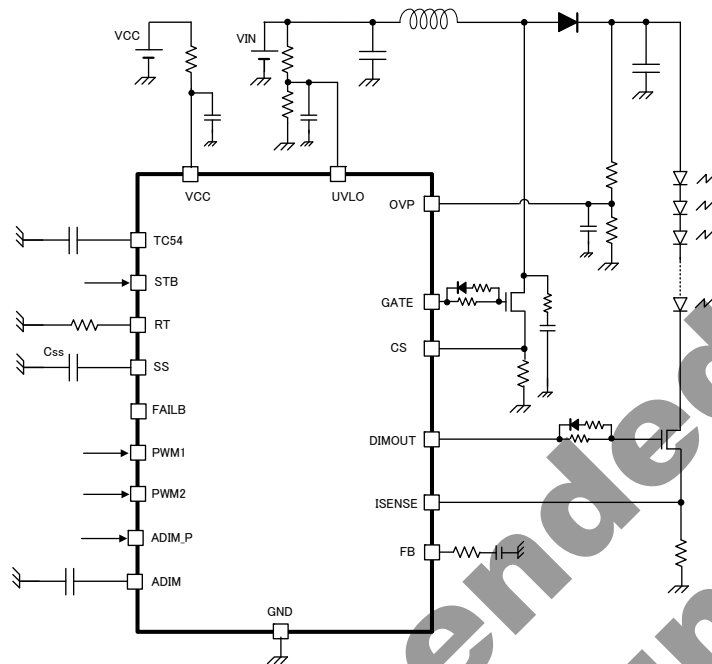 VCC
VIN
VCC
UVLO
OVP
TC54
STB
GATE
RT
CS
Css
SS
FAILB
DIMOUT
PWM1
PWM2
ISENSE
ADIM_P
FB
ADIM
GND
ended